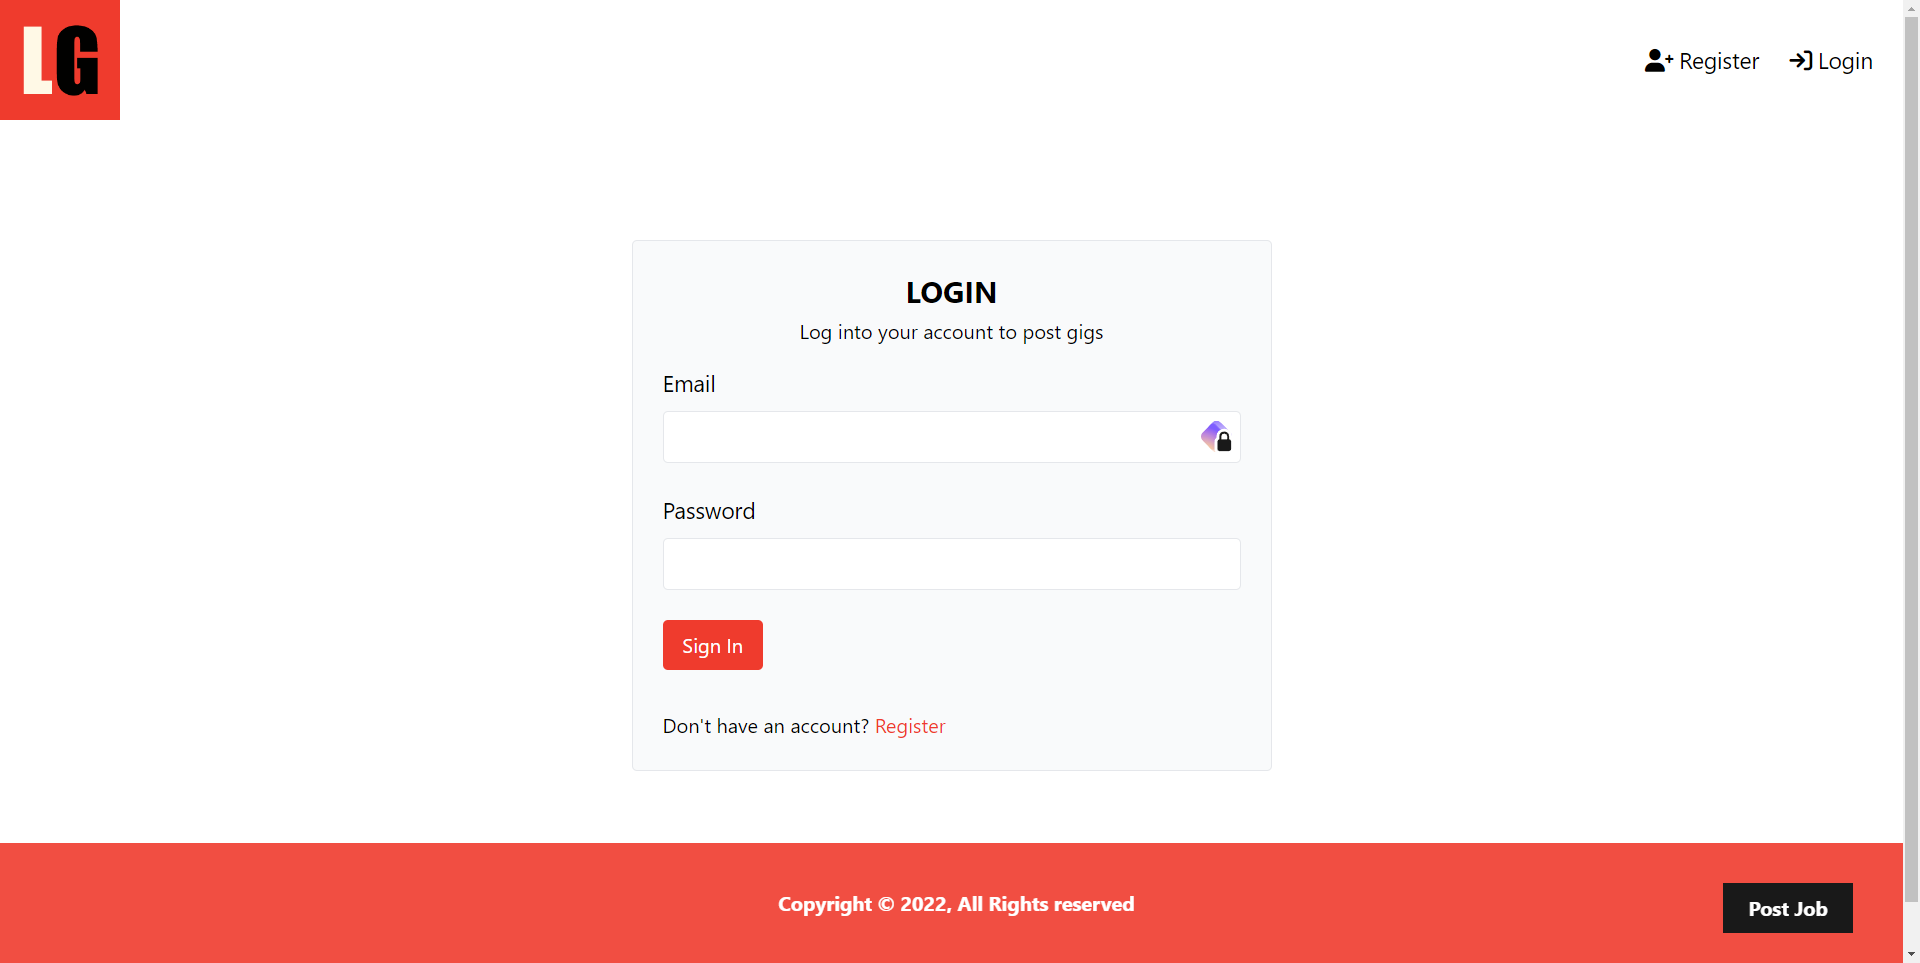 LG
Register
Login
LOGIN
Log into your account to post gigs
Email
Password
Sign In
Don't have an account? Register
Copyright © 2022, All Rights reserved
Post Job